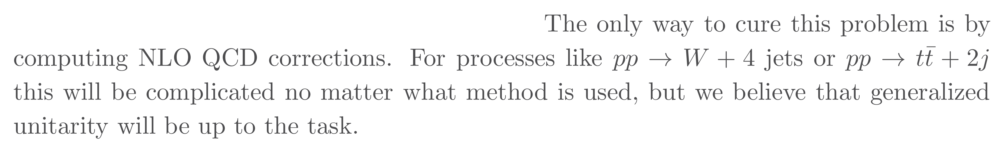 The only way to cure this problem is by
computing NLO QCD corrections. For processes like pp → W + 4 jets or pp → tt̄ + 2j
this will be complicated no matter what method is used, but we believe that generalized
unitarity will be up to the task.